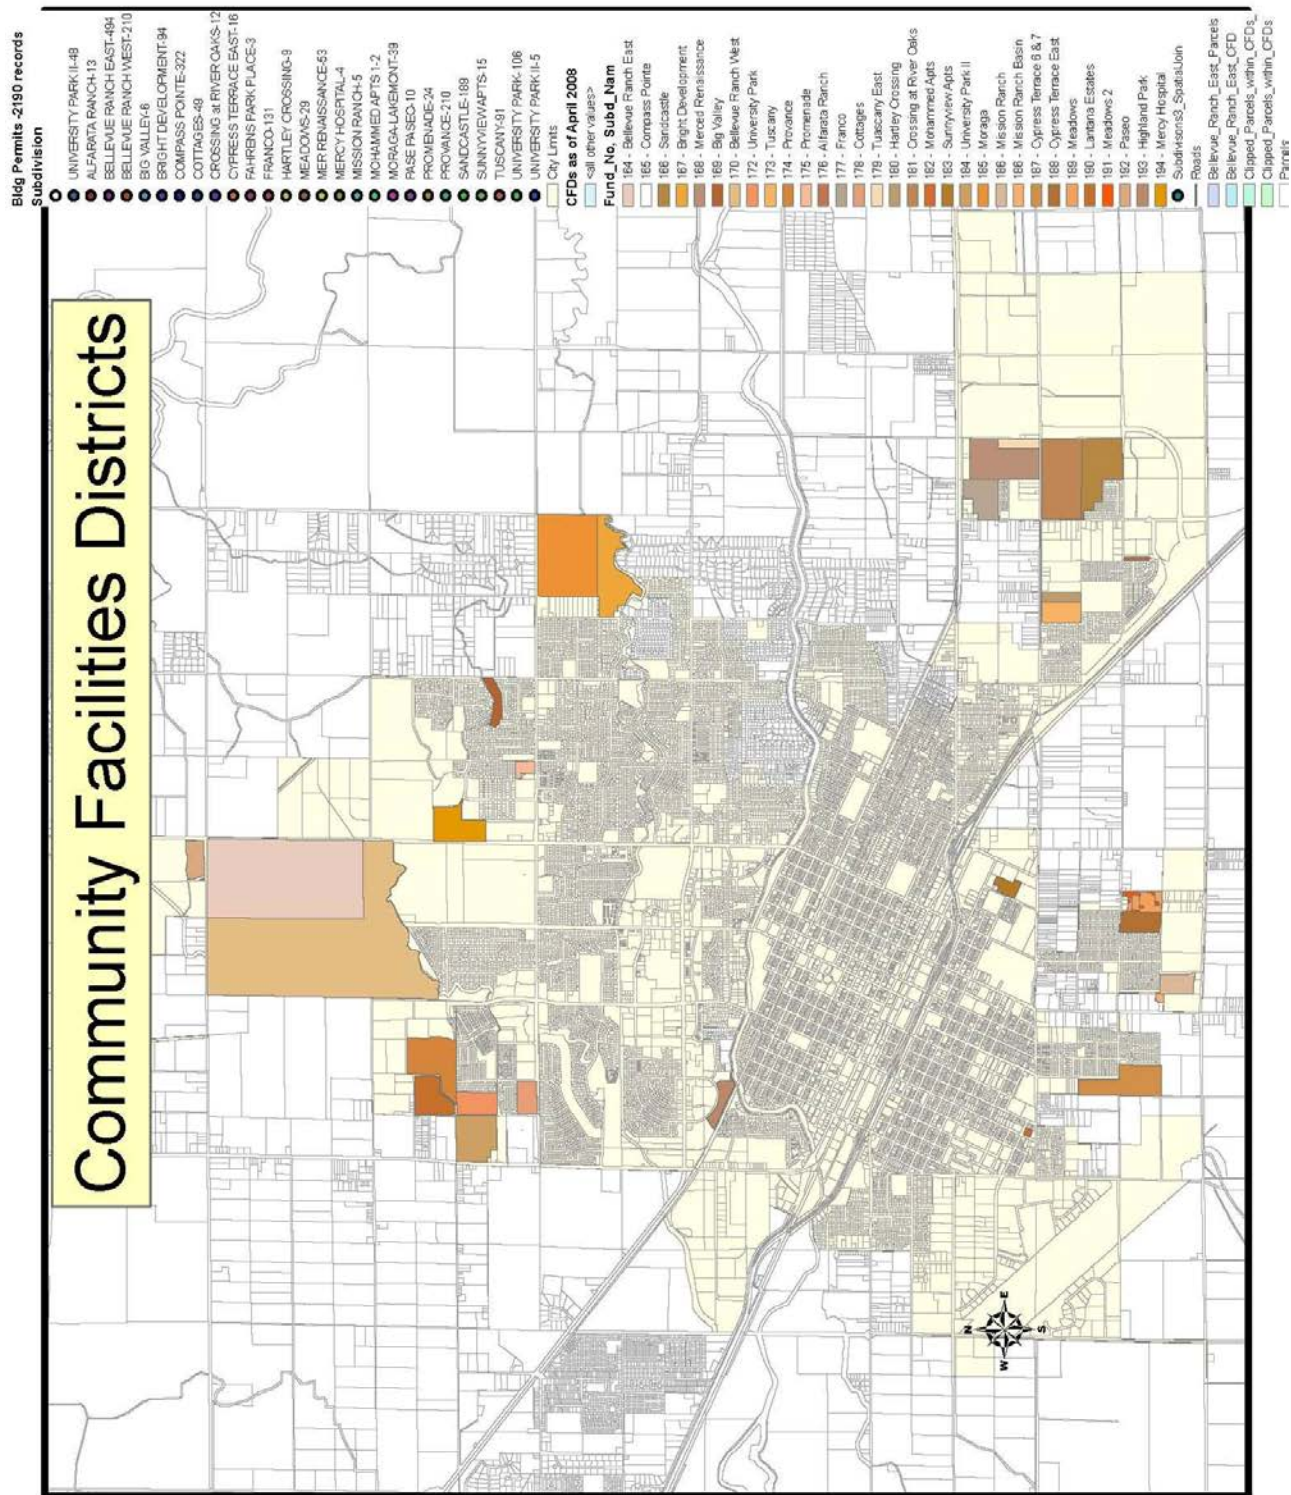 Community Facilities Districts
Bldg Permits -2190 records
Subdivision
UNIVERSITY PARK II-48
ALFARATA RANCH-13
BELLEVUE RANCH EAST-494
BELLEVUE RANCH WEST-210
BIG VALLEY-6
BRIGHT DEVELOPMENT-94
COMPASS POINTE-322
COTTAGES-49
CROSSING at RIVER OAKS-12
CYPRESS TERRACE EAST-16
FAHRENS PARK PLACE-3
FRANCO-131
HARTLEY CROSSING-9
MEADOWS-29
MER RENAISSANCE-53
MERCY HOSPITAL-4
MISSION RANCH-5
MOHAMMED APTS 1-2
MORAGA-LAKEMONT-39
PASE PASEO-10
PROMENADE-24
PROVANCE-210
SANDCASTLE-189
SUNNYVIEW APTS-15
TUSCANY-91
UNIVERSITY PARK-106
UNIVERSITY PARK II-5
City Limits
CFDs as of April 2008
<all other values>
Fund_No, Subd_Nam
164 - Bellevue Ranch East
165 - Compass Pointe
166 - Sandcastle
167 - Bright Development
168 - Merced Renaissance
169 - Big Valley
170 - Bellevue Ranch West
172 - University Park
173 - Tuscany
174 - Provance
175 - Promenade
176 - Alfarata Ranch
177 - Franco
178 - Cottages
179 - Tuascany East
180 - Hartley Crossing
181 - Crossing at River Oaks
182 - Mohammed Apts
183 - Sunnyview Apts
184 - University Park II
185 - Moraga
186 - Mission Ranch
186 - Mission Ranch Basin
187 - Cypress Terrace 6 & 7
188 - Cypress Terrace East
189 - Meadows
190 - Lantana Estates
191 - Meadows 2
192 - Paseo
193 - Highland Park
194 - Mercy Hospital
Subdivisions3_SpatialJoin
Roads
Bellevue_Ranch_East_Parcels
Bellevue_Ranch_East_CFD
Clipped_Parcels_within_CFDs_
Clipped_Parcels_within_CFDs
Parcels
N
W
E
S